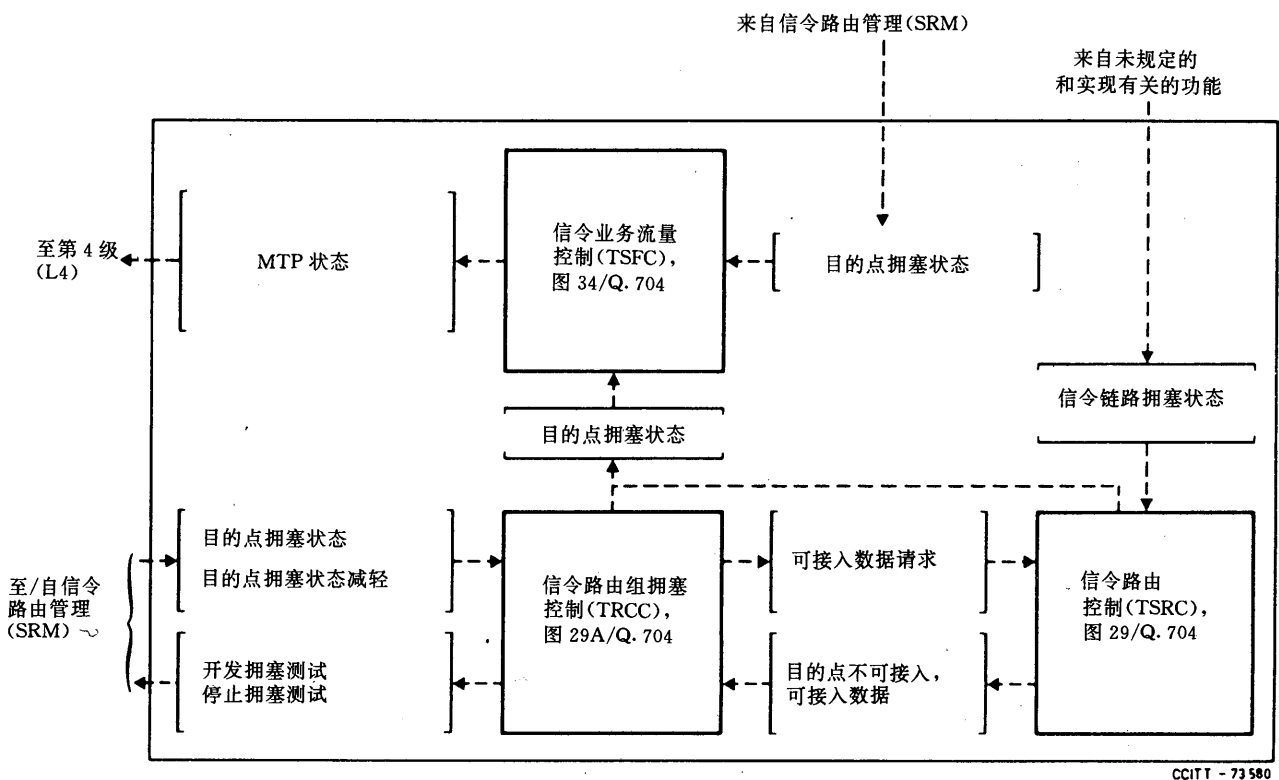 来自信令路由管理(SRM)
来自未规定的
和实现有关的功能
至第4级
(L4)
MTP 状态
信令业务流量
控制(TSFC),
图 34/Q.704
目的点拥塞状态
信令链路拥塞状态
目的点拥塞状态
至/自信令
路由管理
(SRM)
目的点拥塞状态
目的点拥塞状态减轻
开发拥塞测试
停止拥塞测试
信令路由组拥塞
控制(TRCC),
图 29A/Q.704
可接入数据请求
目的点不可接入,
可接入数据
信令路由
控制(TSRC),
图 29/Q.704
CCITT - 73580